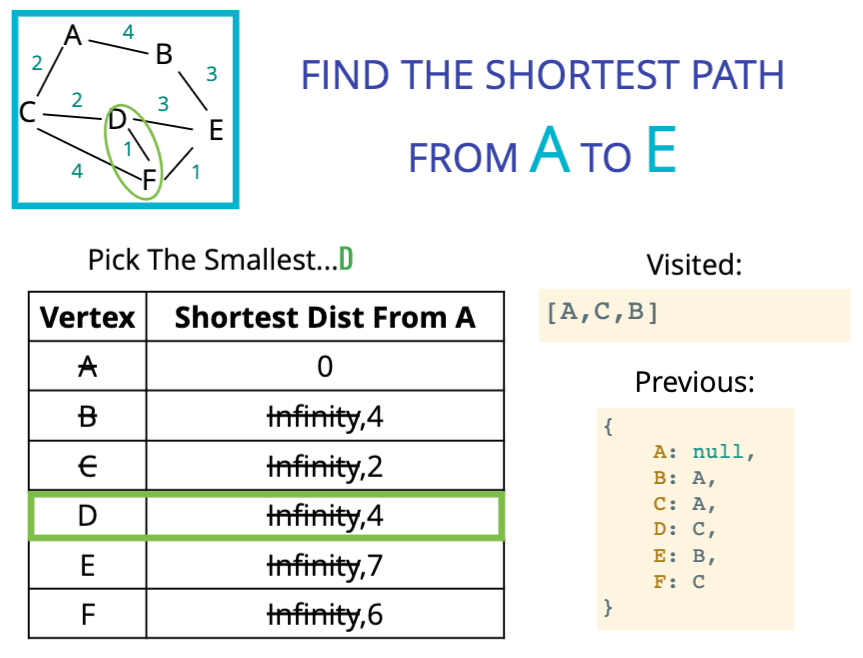 A 4 B
2 3
C 2 D 3 E
1
4 F 1
FIND THE SHORTEST PATH
FROM A TO E
Pick The Smallest...D
Vertex Shortest Dist From A
A 0
B Infinity,4
C Infinity,2
D Infinity,4
E Infinity,7
F Infinity,6
Visited:
[A,C,B]
Previous:
{
A: null,
B: A,
C: A,
D: C,
E: B,
F: C
}